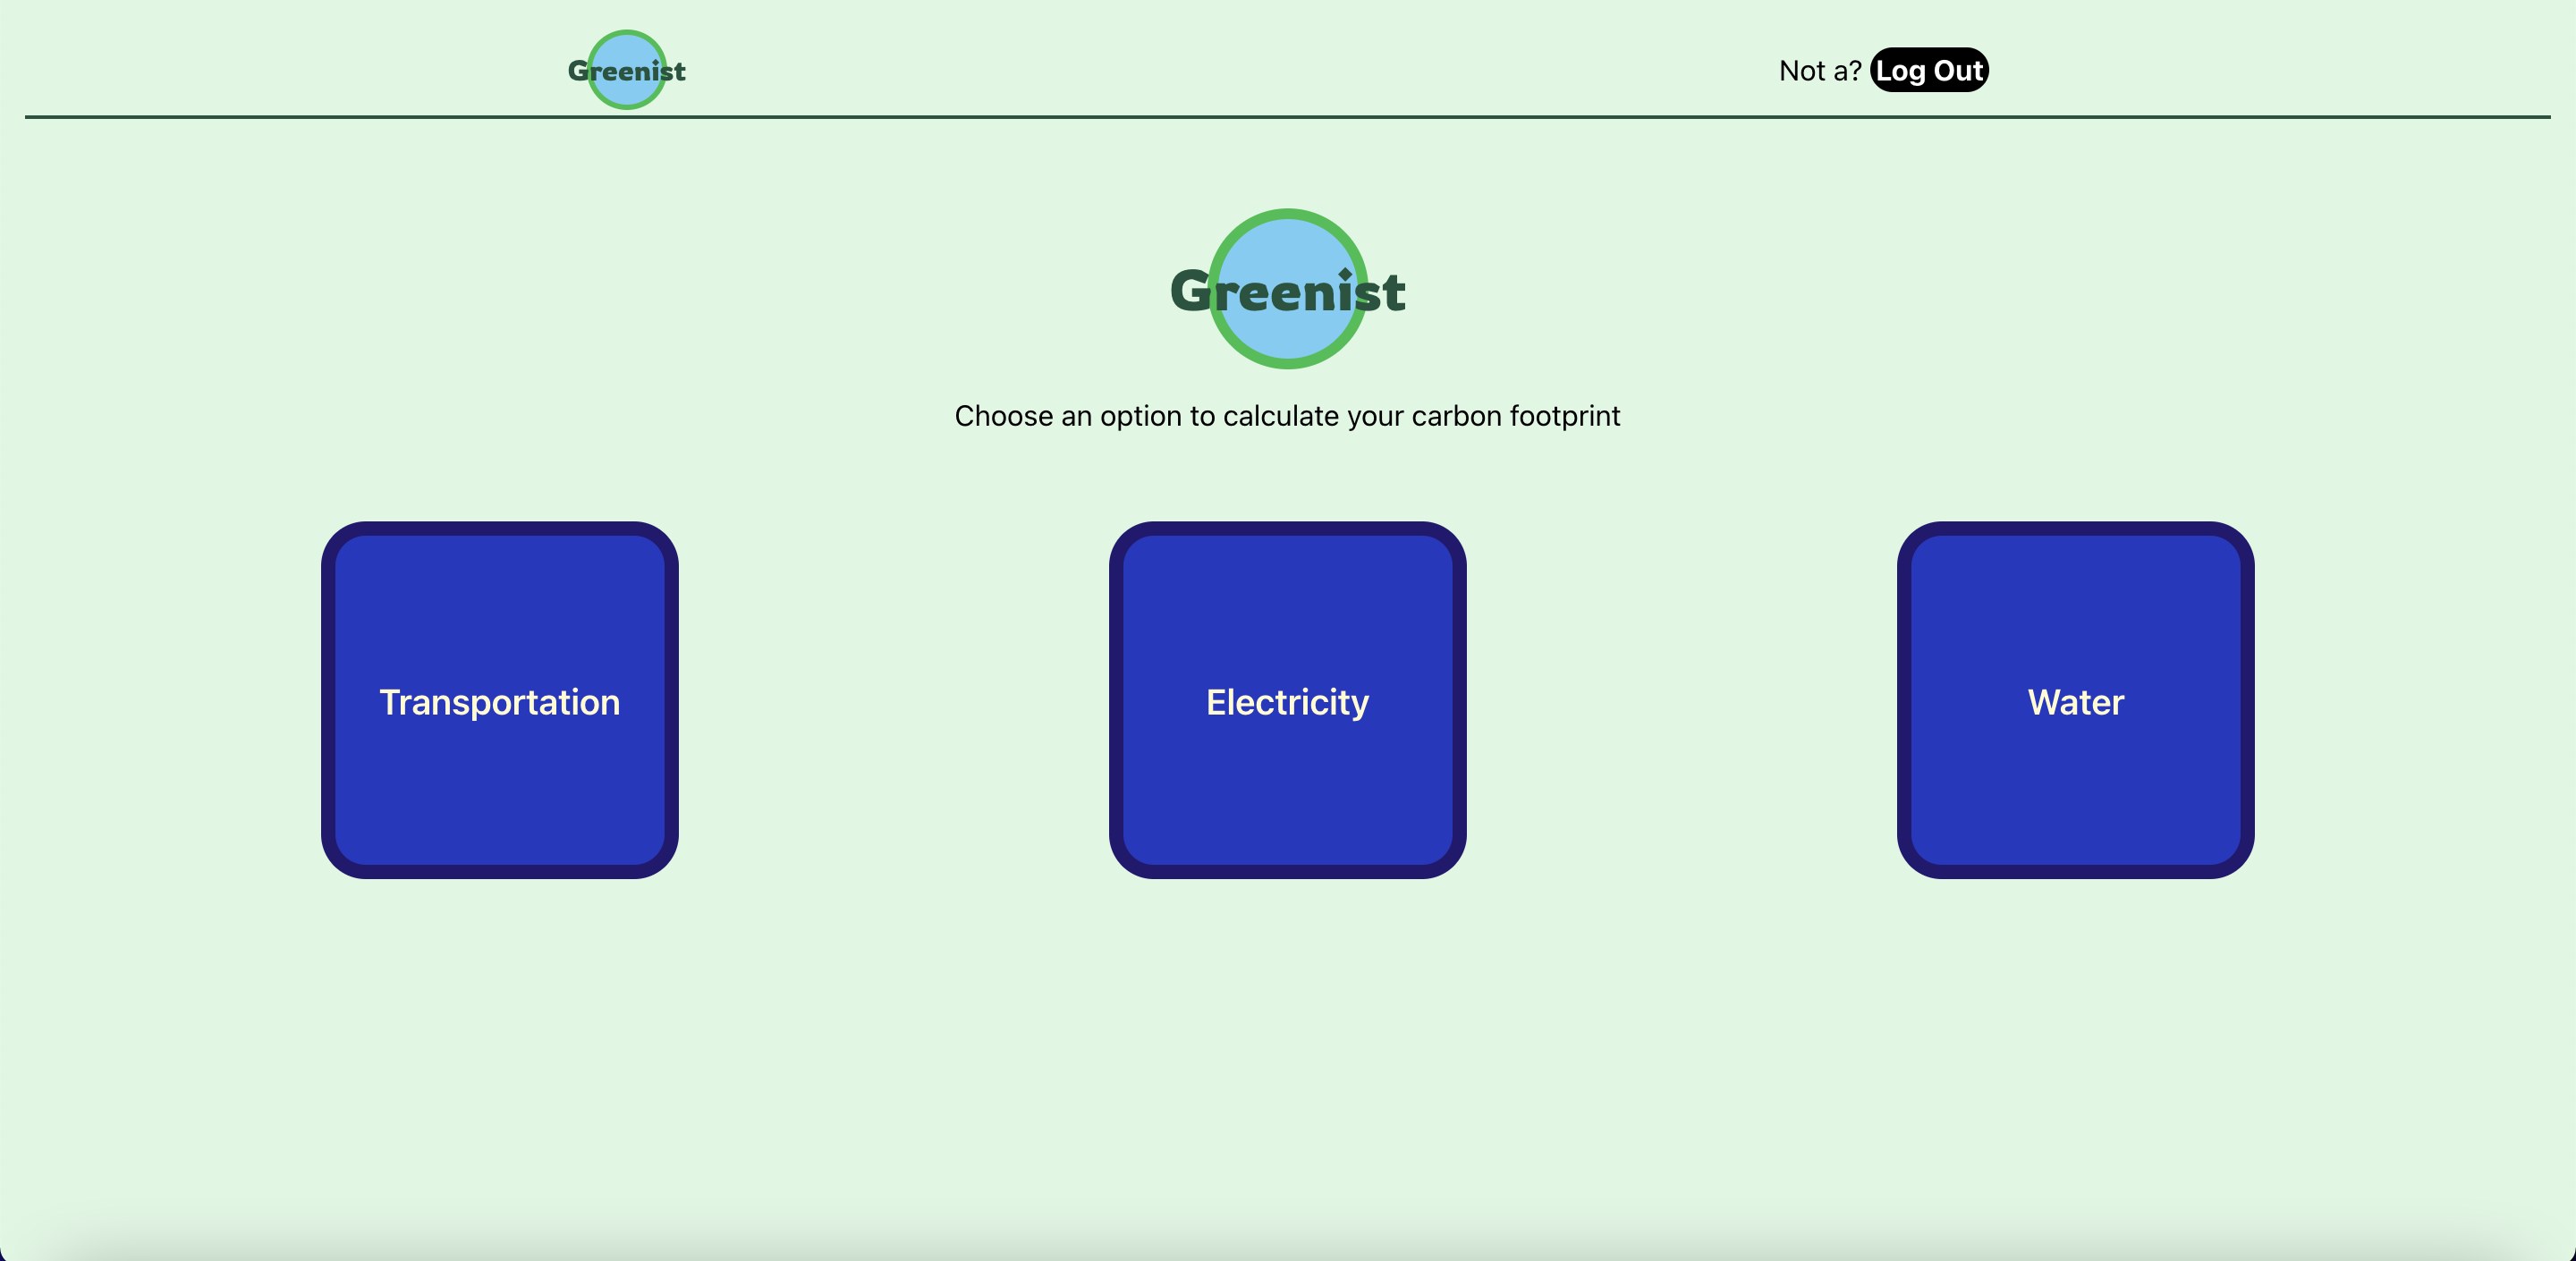 Greenist
Not a? Log Out
Greenist
Choose an option to calculate your carbon footprint
Transportation
Electricity
Water